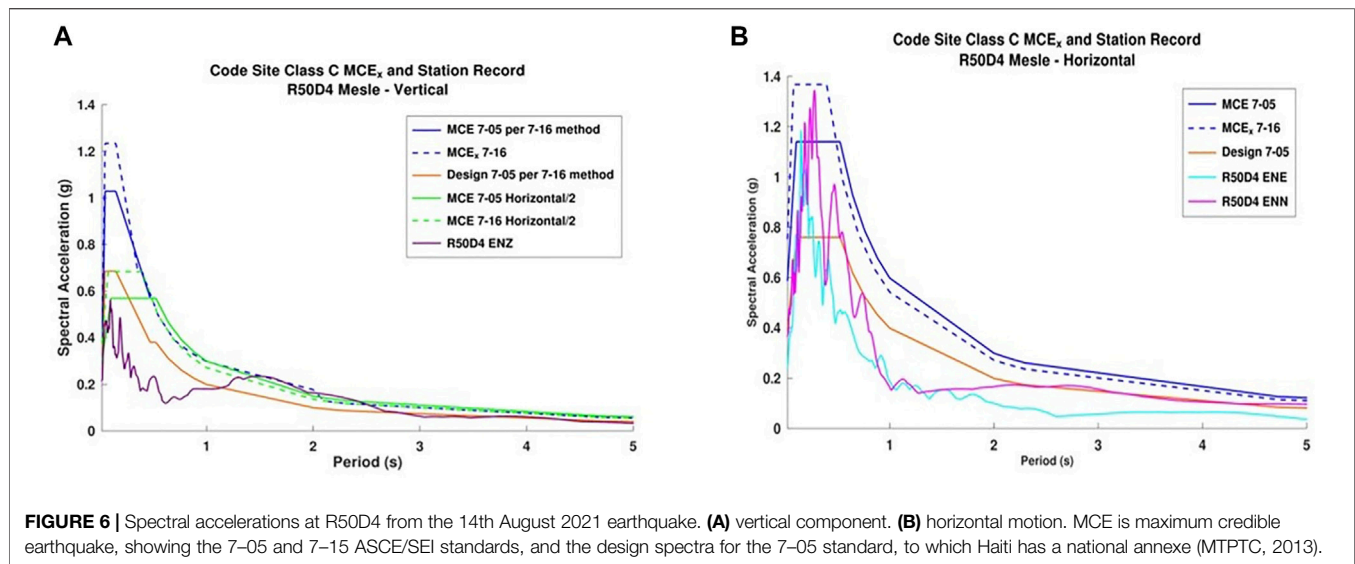 A
Code Site Class C MCEx and Station Record
R50D4 Mesle - Vertical
1.4
1.2
1
0.8
0.6
0.4
0.2
0
Spectral Acceleration (g)
MCE 7-05 per 7-16 method
MCEx 7-16
Design 7-05 per 7-16 method
MCE 7-05 Horizontal/2
MCE 7-16 Horizontal/2
R50D4 ENZ
1 2 3 4 5
Period (s)
B
Code Site Class C MCEx and Station Record
R50D4 Mesle - Horizontal
1.4
1.2
1
0.8
0.6
0.4
0.2
0
Spectral Acceleration (g)
MCE 7-05
MCEx 7-16
Design 7-05
R50D4 ENE
R50D4 ENN
1 2 3 4 5
Period (s)
FIGURE 6 | Spectral accelerations at R50D4 from the 14th August 2021 earthquake. (A) vertical component. (B) horizontal motion. MCE is maximum credible
earthquake, showing the 7–05 and 7–15 ASCE/SEI standards, and the design spectra for the 7–05 standard, to which Haiti has a national annexe (MTPTC, 2013).